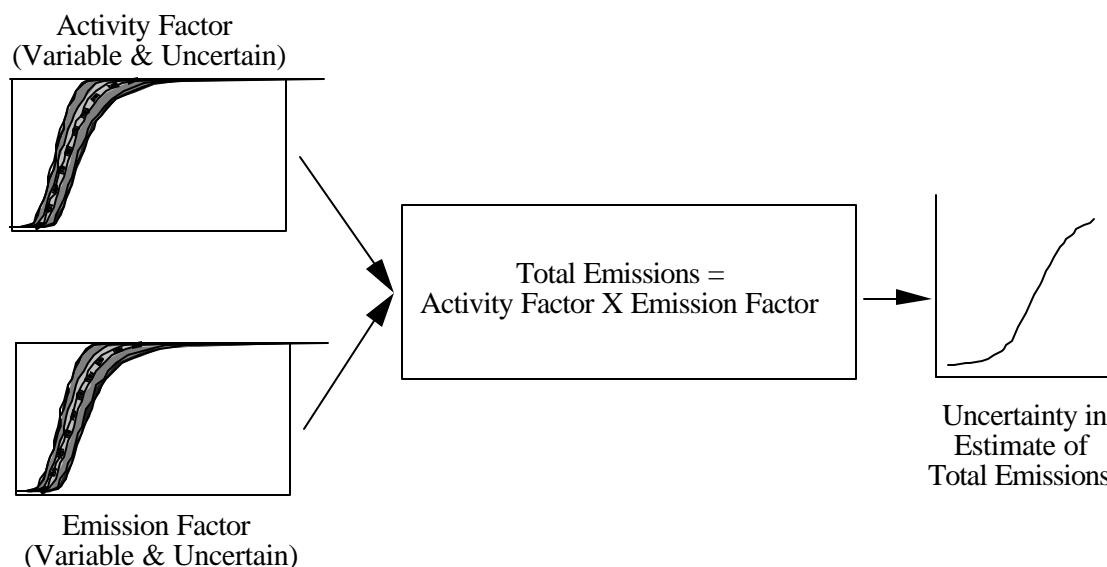 Activity Factor
(Variable & Uncertain)
Total Emissions =
Activity Factor X Emission Factor
Uncertainty in
Estimate of
Total Emissions
Emission Factor
(Variable & Uncertain)